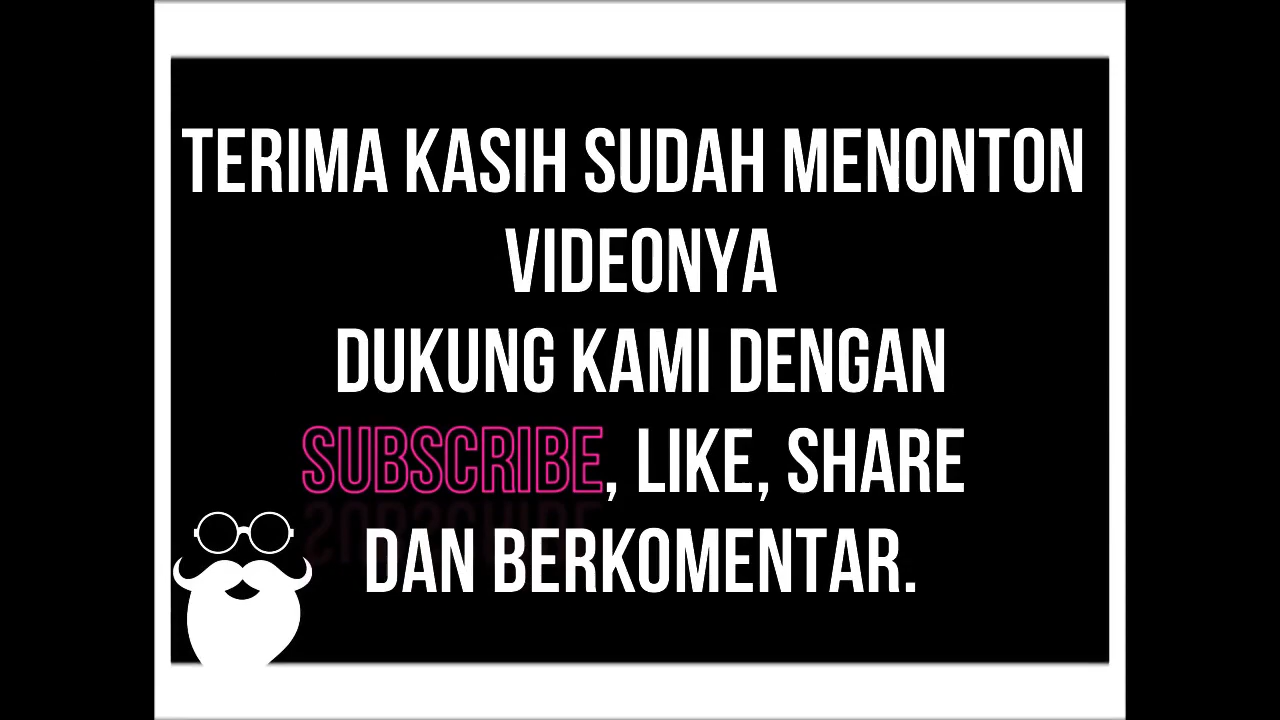 TERIMA KASIH SUDAH MENONTON
VIDEONYA
DUKUNG KAMI DENGAN
SUBSCRIBE, LIKE, SHARE
DAN BERKOMENTAR.